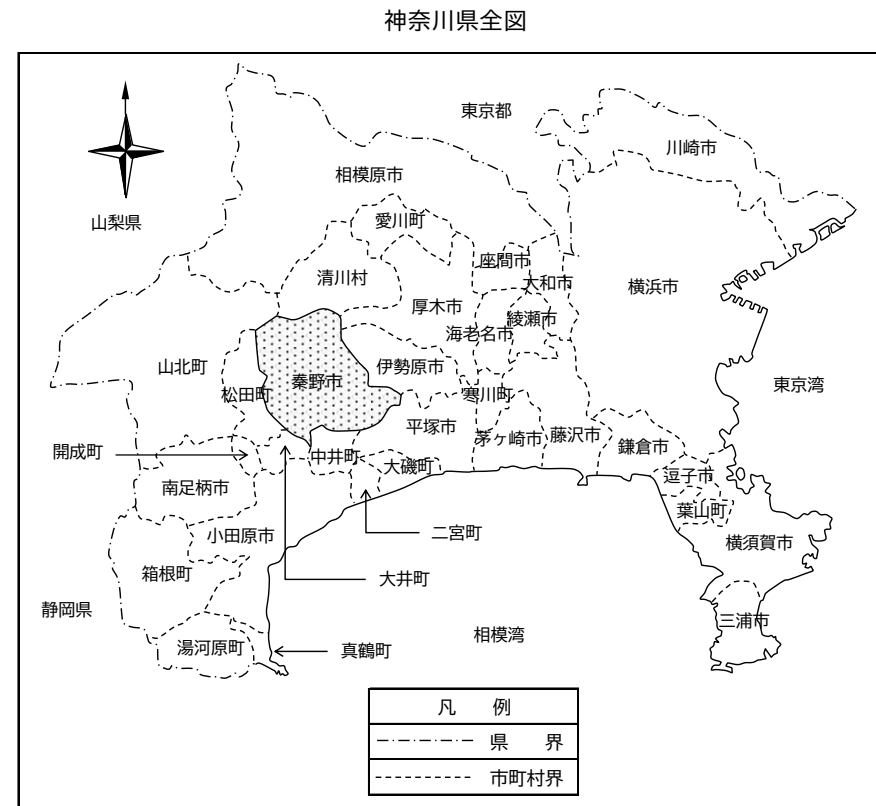 神奈川県全図
東京都
川崎市
相模原市
山梨県
愛川町
座間市
大和市
清川村
横浜市
厚木市
綾瀬市
海老名市
山北町
伊勢原市
秦野市
東京湾
松田町
寒川町
平塚市
茅ヶ崎市
藤沢市
鎌倉市
開成町
中井町
大磯町
逗子市
南足柄市
葉山町
小田原市
二宮町
横須賀市
箱根町
大井町
静岡県
三浦市
相模湾
湯河原町
真鶴町
凡 例
県 界
市町村界